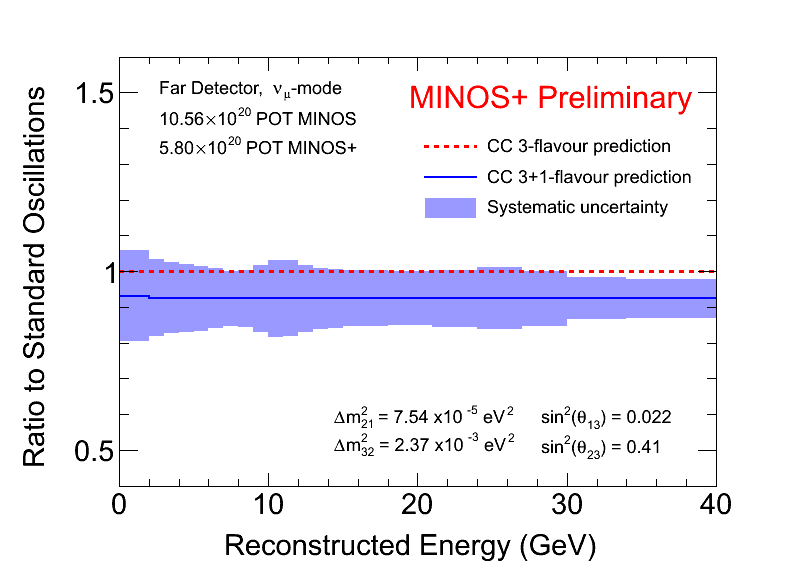 Far Detector, νμ-mode
10.56×10²⁰ POT MINOS
5.80×10²⁰ POT MINOS+
MINOS+ Preliminary
CC 3-flavour prediction
CC 3+1-flavour prediction
Systematic uncertainty
Ratio to Standard Oscillations
1.5
1
0.5
Δm²₂₁ = 7.54 x10⁻⁵ eV² sin²(θ₁₃) = 0.022
Δm²₃₂ = 2.37 x10⁻³ eV² sin²(θ₂₃) = 0.41
0 10 20 30 40
Reconstructed Energy (GeV)